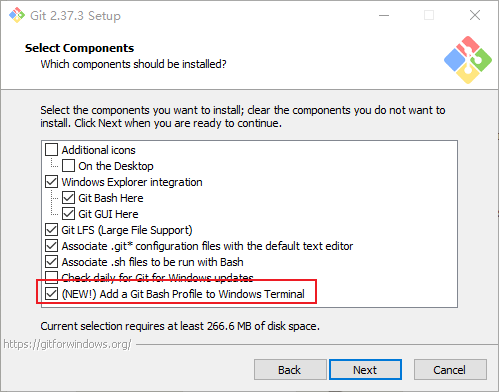 Git 2.37.3 Setup
Select Components
Which components should be installed?
Select the components you want to install; clear the components you do not want to
install. Click Next when you are ready to continue.
Additional icons
On the Desktop
Windows Explorer integration
Git Bash Here
Git GUI Here
Git LFS (Large File Support)
Associate .git* configuration files with the default text editor
Associate .sh files to be run with Bash
Check daily for Git for Windows updates
(NEW!) Add a Git Bash Profile to Windows Terminal
Current selection requires at least 266.6 MB of disk space.
https://gitforwindows.org/
Back
Next
Cancel